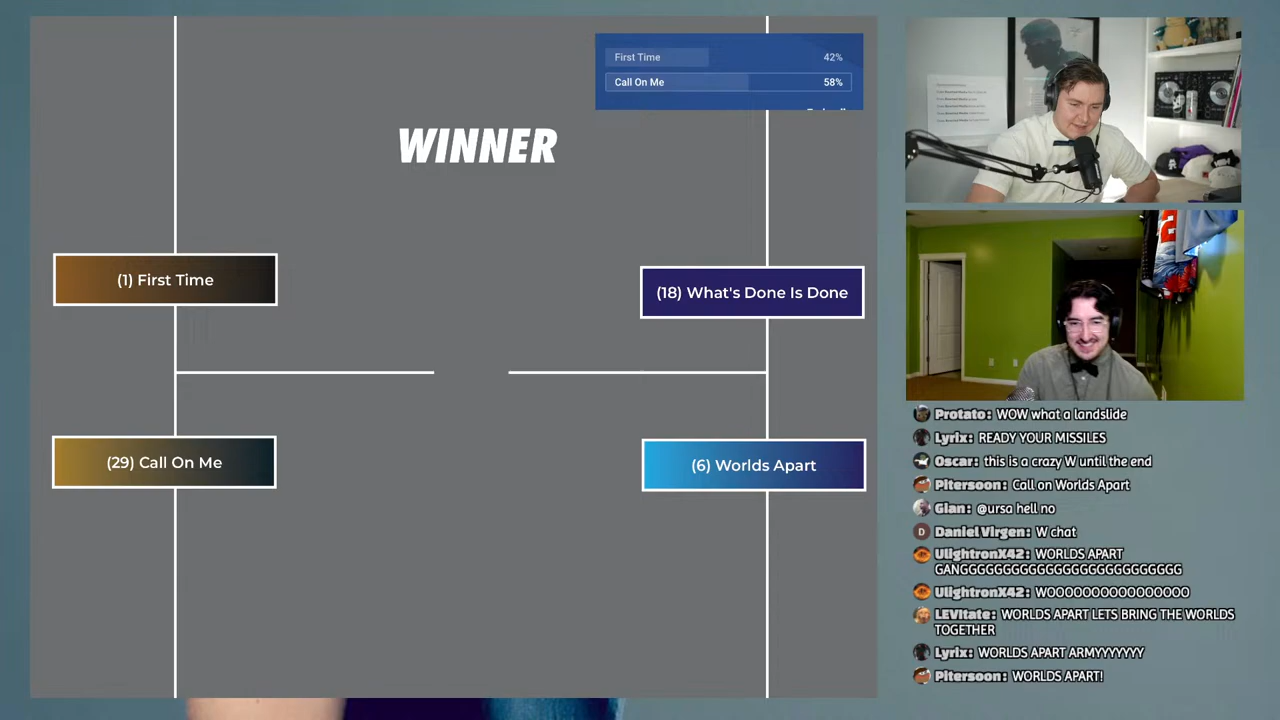 First Time 42%
Call On Me 58%
WINNER
(1) First Time
(18) What's Done Is Done
(29) Call On Me
(6) Worlds Apart
Protato: WOW what a landslide
Lyrix: READY YOUR MISSILES
Oscar: this is a crazy W until the end
Pitersoon: Call on Worlds Apart
Gian: @ursa hell no
D Daniel Virgen: W chat
UlightronX42: WORLDS APART
GANGGGGGGGGGGGGGGGGGGGGGGGGGG
UlightronX42: WOOOOOOOOOOOOOOOO
LEVitate: WORLDS APART LETS BRING THE WORLDS
TOGETHER
Lyrix: WORLDS APART ARMYYYYYYY
Pitersoon: WORLDS APART!